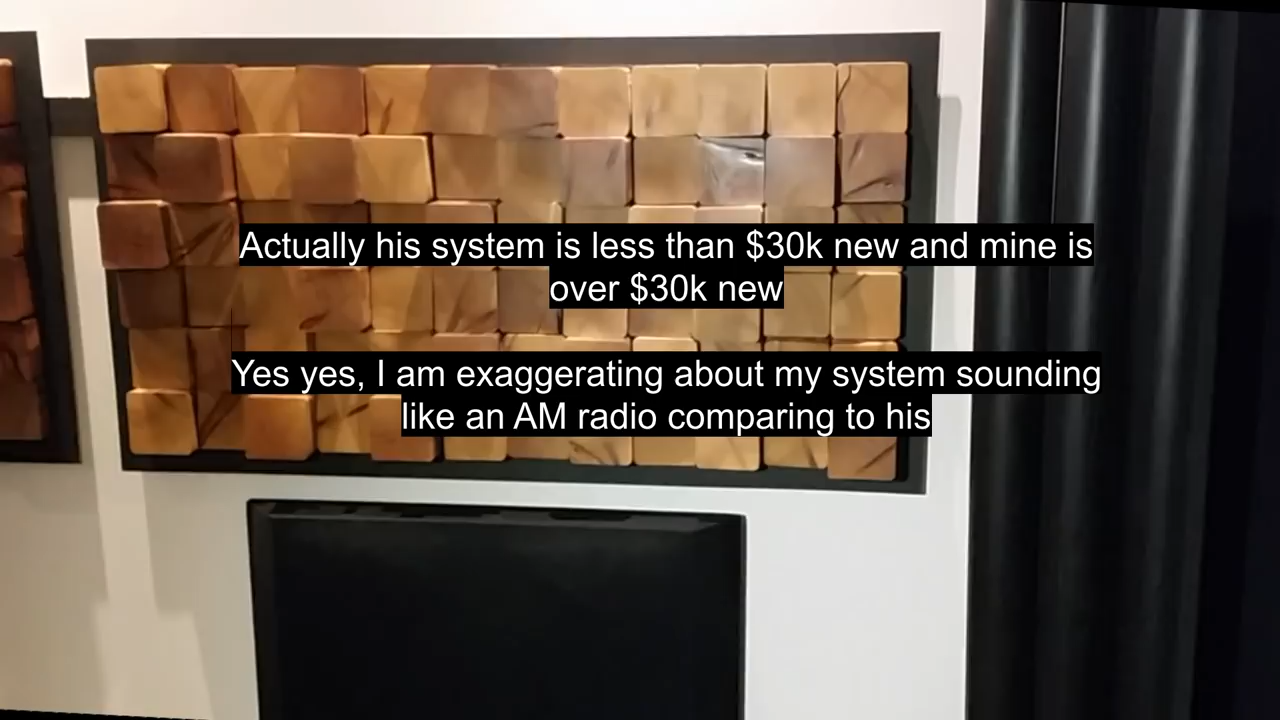 Actually his system is less than $30k new and mine is
over $30k new
Yes yes, I am exaggerating about my system sounding
like an AM radio comparing to his